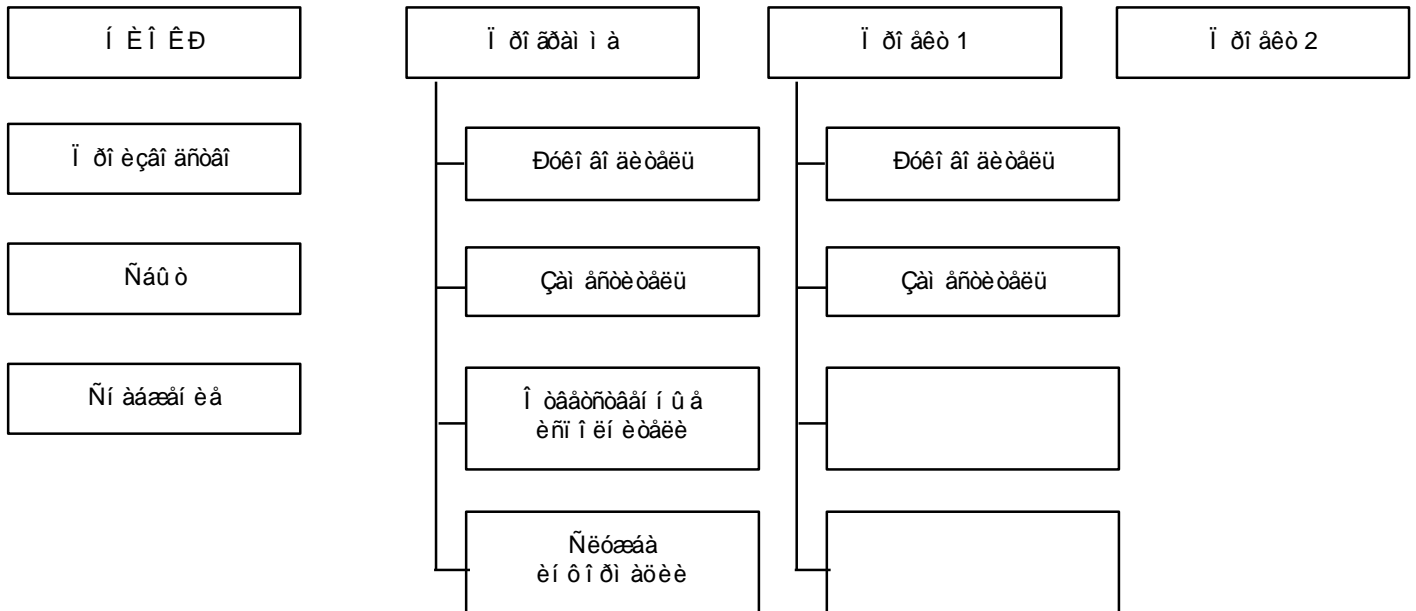 Í ÈÎ ÊÐ
Ï ðî ãðàì ì à
Ï ðî åêò 1
Ï ðî åêò 2
Ï ðî èçâî äñòâî
Ðóêî âî äèòåëü
Ðóêî âî äèòåëü
Ñáû ò
Çàì åñòèòåëü
Çàì åñòèòåëü
Ñí àáæåí èå
Î òâåòñòâåí í û å
èñï î ëí èòåëè
Ñëóæáà
èí ô î ðì àöèè